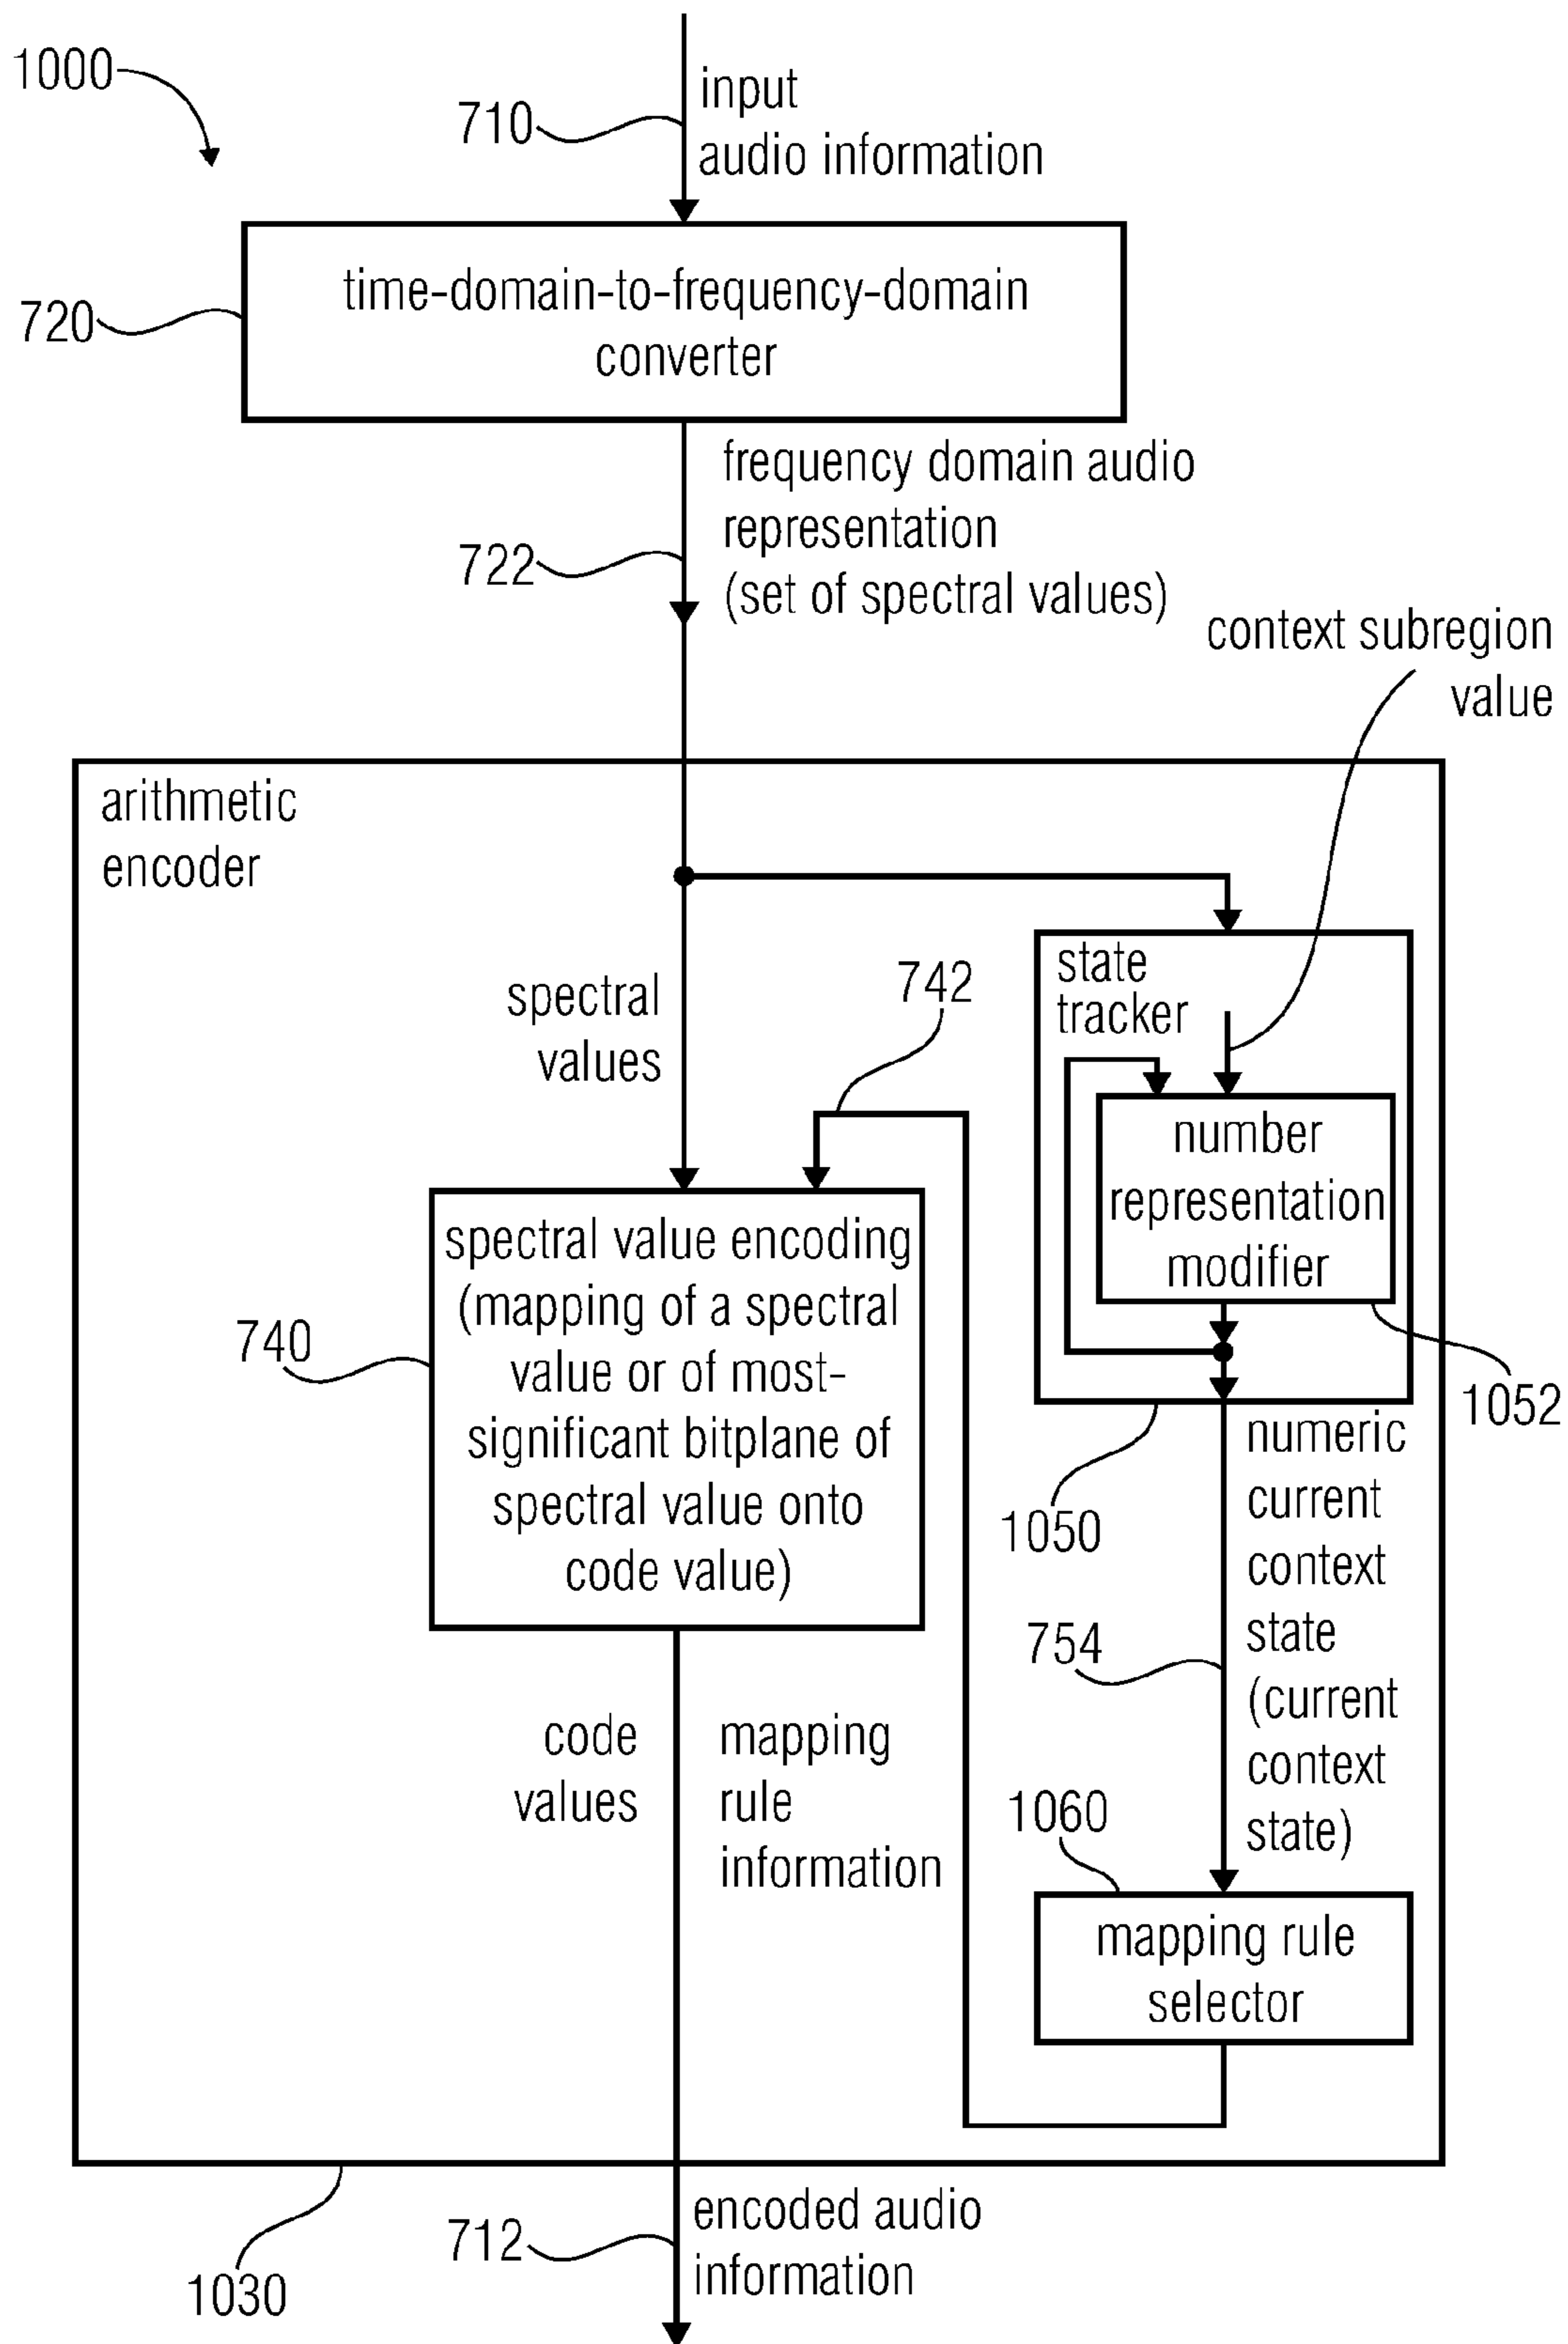 1000
710
input
audio information
720
time-domain-to-frequency-domain
converter
722
frequency domain audio
representation
(set of spectral values)
context subregion
value
arithmetic
encoder
spectral
values
742
state
tracker
number
representation
modifier
1052
740
spectral value encoding
(mapping of a spectral
value or of most-
significant bitplane of
spectral value onto
code value)
1050
754
numeric
current
context
state
(current
context
state)
code
values
mapping
rule
information
1060
mapping rule
selector
1030
712
encoded audio
information